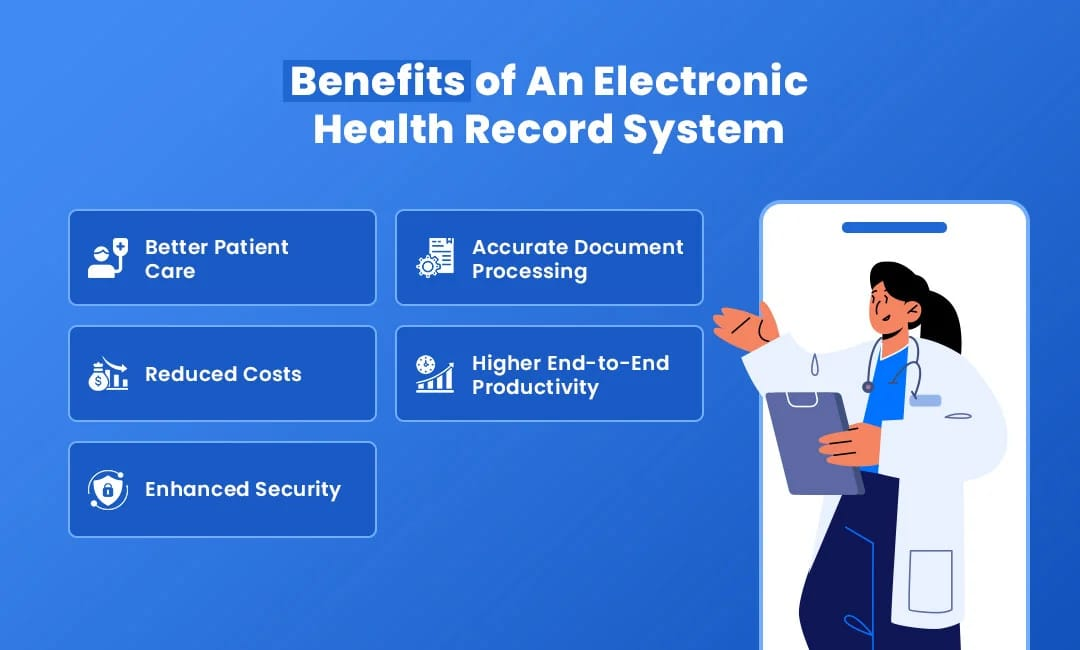 Benefits of An Electronic
Health Record System
Better Patient
Care
Accurate Document
Processing
Reduced Costs
Higher End-to-End
Productivity
Enhanced Security